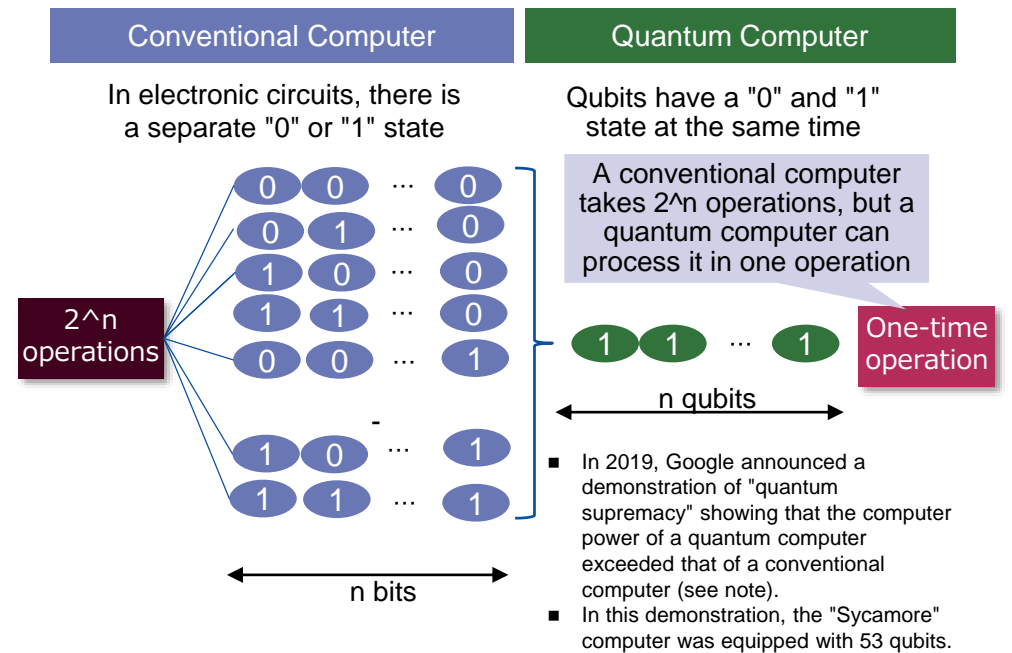 Conventional Computer
Quantum Computer
In electronic circuits, there is
a separate "0" or "1" state
Qubits have a "0" and "1"
state at the same time
A conventional computer
takes 2^n operations, but a
quantum computer can
process it in one operation
0 0 ... 0
0 1 ... 0
1 0 ... 0
1 1 ... 0
0 0 ... 1
-
1 0 ... 1
1 1 ... 1
2^n
operations
n bits
1 1 ... 1
One-time
operation
n qubits
■ In 2019, Google announced a
demonstration of "quantum
supremacy" showing that the computer
power of a quantum computer
exceeded that of a conventional
computer (see note).
■ In this demonstration, the "Sycamore"
computer was equipped with 53 qubits.